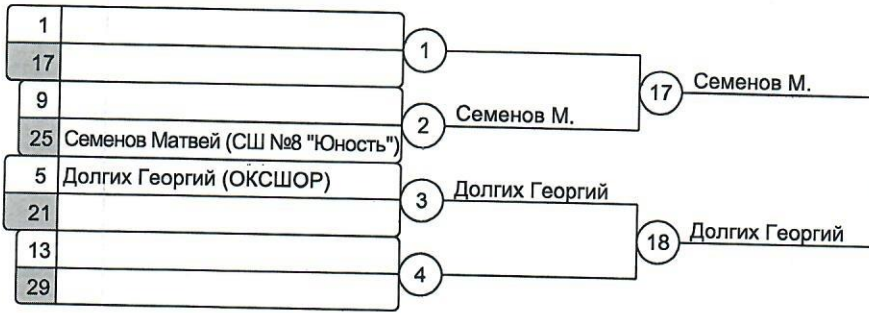 1
17
1
9
25 Семенов Матвей (СШ №8 "Юность")
2 Семенов М.
17 Семенов М.
5 Долгих Георгий (ОКСШОР)
21
3 Долгих Георгий
13
29
4
18 Долгих Георгий